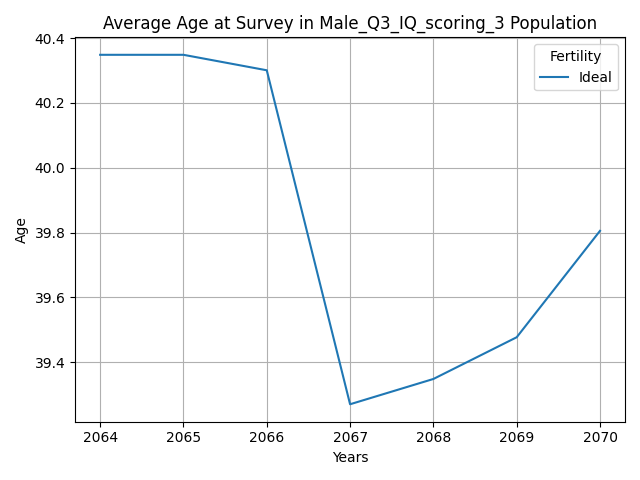 Average Age at Survey in Male_Q3_IQ_scoring_3 Population
Fertility
Ideal
40.4
40.2
40.0
39.8
39.6
39.4
Age
2064 2065 2066 2067 2068 2069 2070
Years